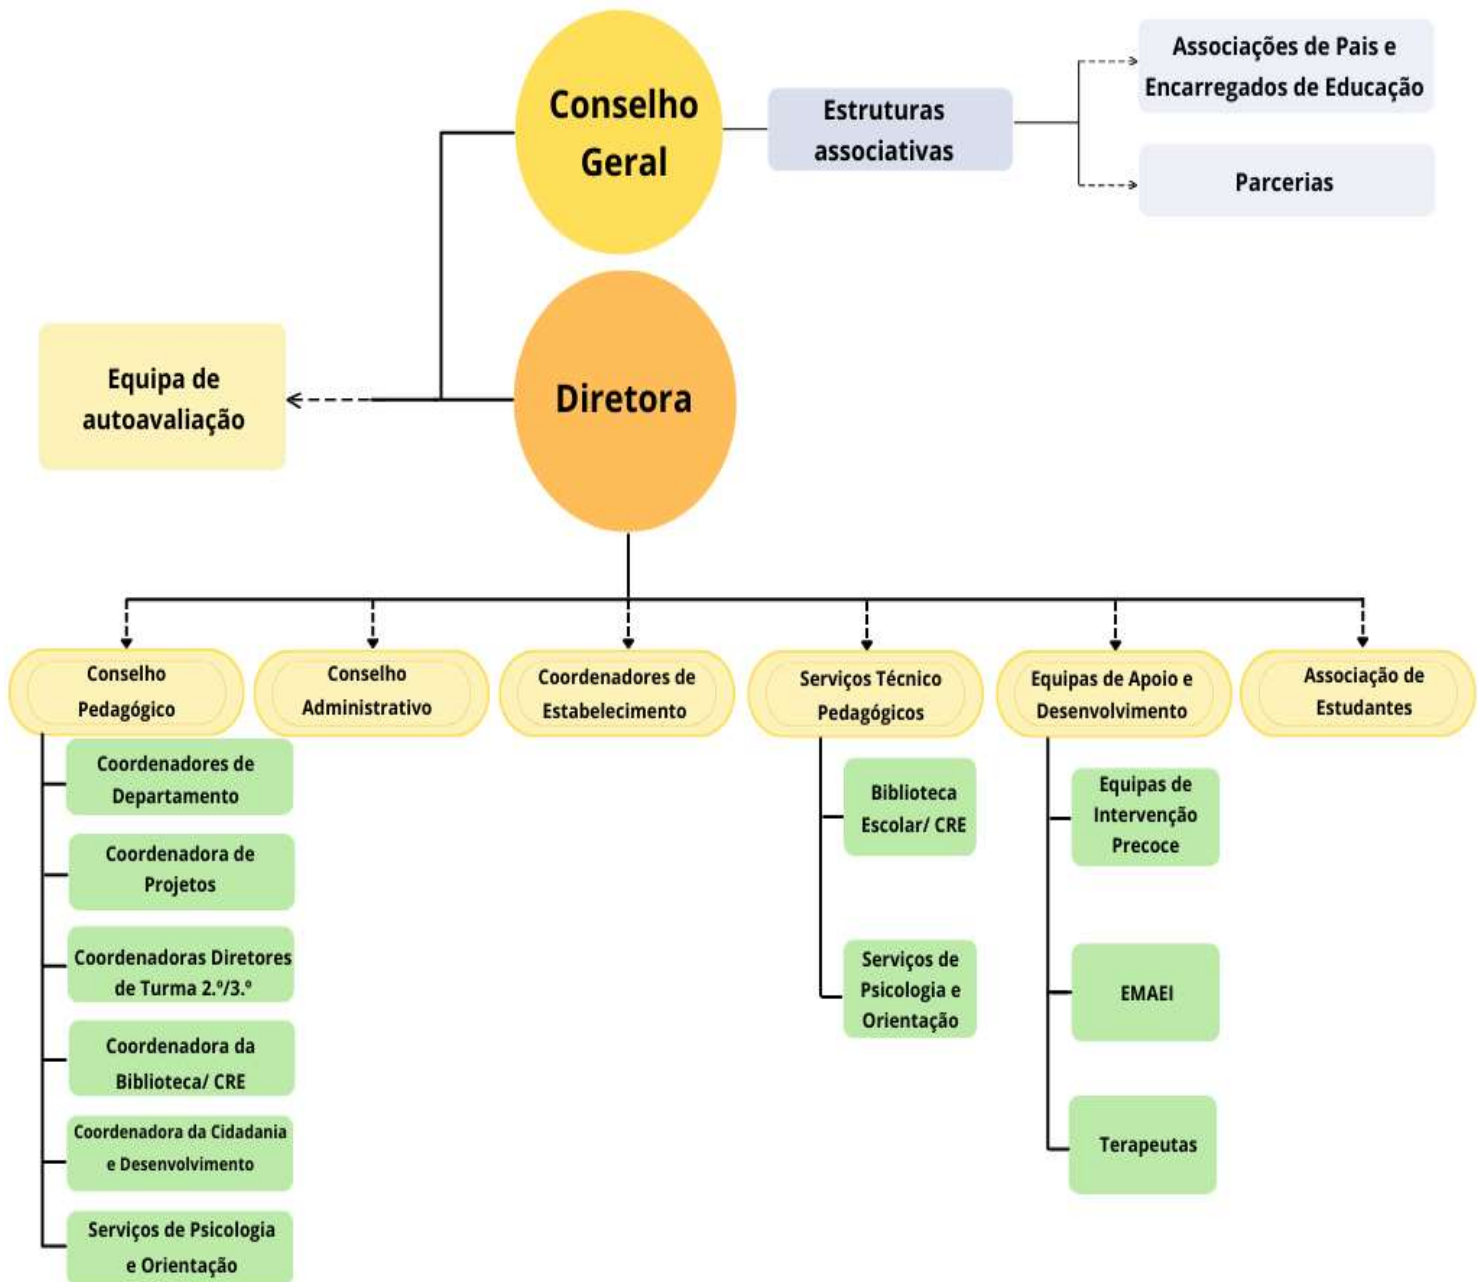 Conselho
Geral
Estruturas
associativas
Associações de Pais e
Encarregados de Educação
Parcerias
Equipa de
autoavaliação
Diretora
Conselho
Pedagógico
Conselho
Administrativo
Coordenadores de
Estabelecimento
Serviços Técnico
Pedagógicos
Equipas de Apoio e
Desenvolvimento
Associação de
Estudantes
Coordenadores de
Departamento
Coordenadora de
Projetos
Coordenadoras Diretores
de Turma 2.º/3.º
Coordenadora da
Biblioteca/ CRE
Coordenadora da Cidadania
e Desenvolvimento
Serviços de Psicologia
e Orientação
Biblioteca
Escolar/ CRE
Serviços de
Psicologia e
Orientação
Equipas de
Intervenção
Precoce
EMAEI
Terapeutas